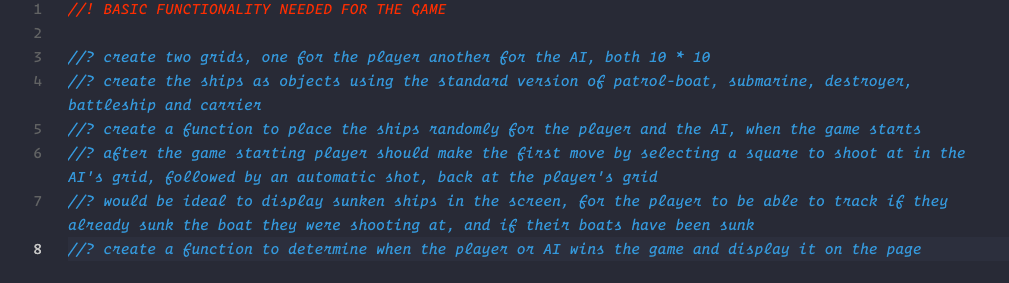 1 //! BASIC FUNCTIONALITY NEEDED FOR THE GAME
2
3 //? create two grids, one for the player another for the AI, both 10 * 10
4 //? create the ships as objects using the standard version of patrol-boat, submarine, destroyer,
battleship and carrier
5 //? create a function to place the ships randomly for the player and the AI, when the game starts
6 //? after the game starting player should make the first move by selecting a square to shoot at in the
AI's grid, followed by an automatic shot, back at the player's grid
7 //? would be ideal to display sunken ships in the screen, for the player to be able to track if they
already sunk the boat they were shooting at, and if their boats have been sunk
8 //? create a function to determine when the player or AI wins the game and display it on the page